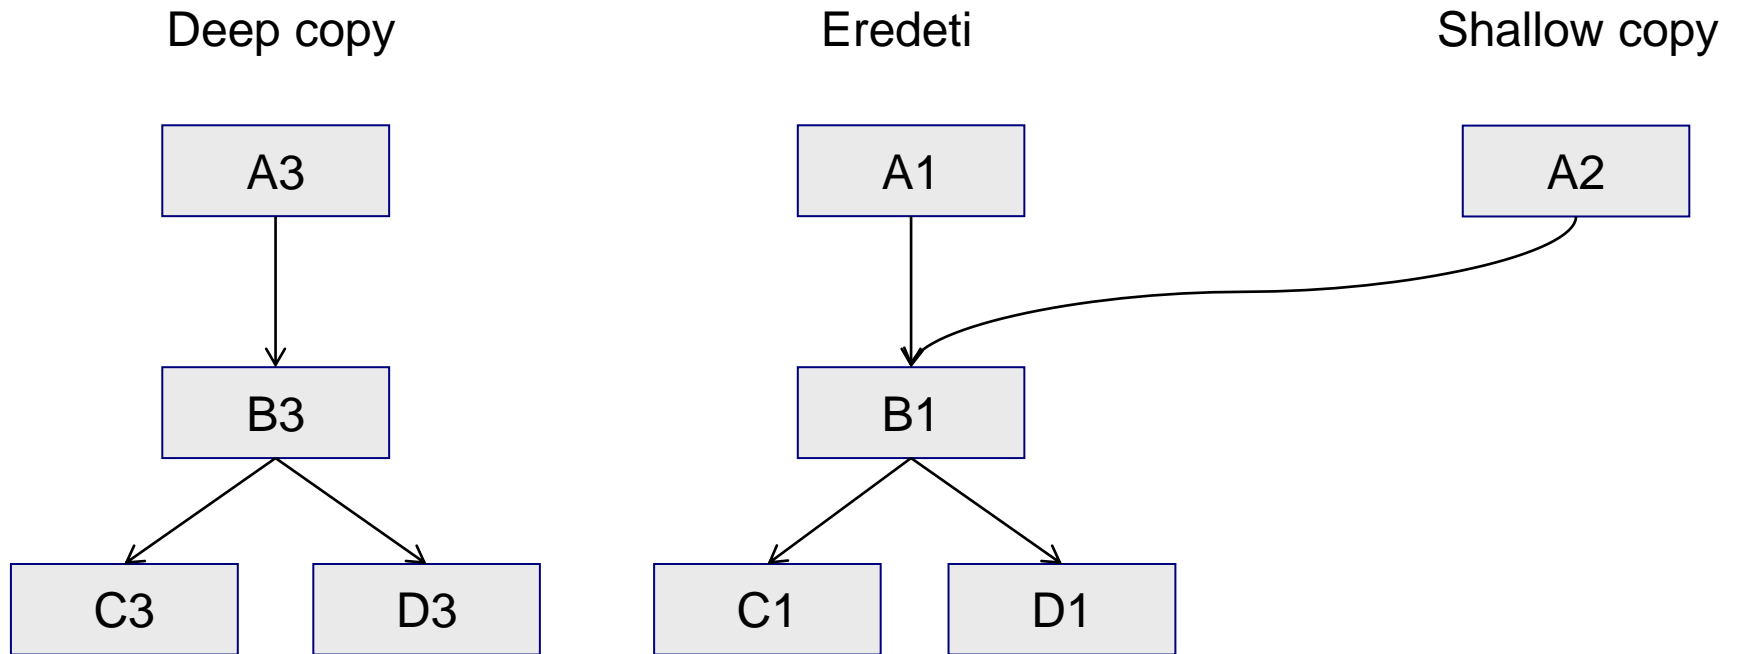 Deep copy
Eredeti
Shallow copy
A3
A1
A2
B3
B1
C3
D3
C1
D1